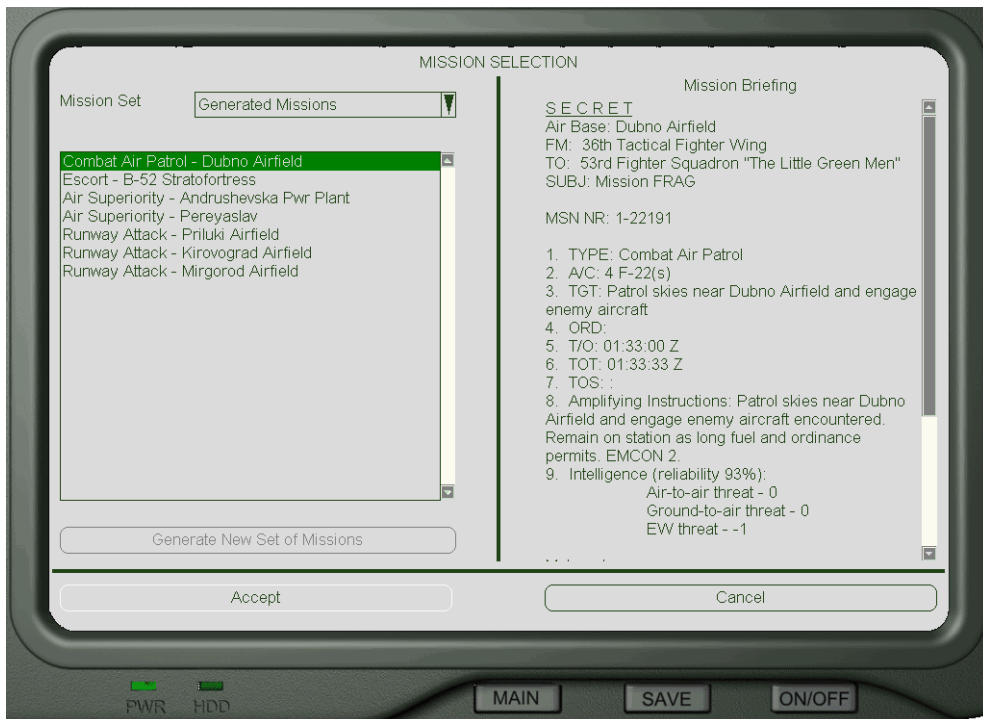 MISSION SELECTION
Mission Set
Generated Missions
Combat Air Patrol - Dubno Airfield
Escort - B-52 Stratofortress
Air Superiority - Andrushevska Pwr Plant
Air Superiority - Pereyaslav
Runway Attack - Priluki Airfield
Runway Attack - Kirovograd Airfield
Runway Attack - Mirgorod Airfield
Generate New Set of Missions
Mission Briefing
S E C R E T
Air Base: Dubno Airfield
FM: 36th Tactical Fighter Wing
TO: 53rd Fighter Squadron "The Little Green Men"
SUBJ: Mission FRAG
MSN NR: 1-22191
1. TYPE: Combat Air Patrol
2. A/C: 4 F-22(s)
3. TGT: Patrol skies near Dubno Airfield and engage
enemy aircraft
4. ORD:
5. T/O: 01:33:00 Z
6. TOT: 01:33:33 Z
7. TOS: :
8. Amplifying Instructions: Patrol skies near Dubno
Airfield and engage enemy aircraft encountered.
Remain on station as long fuel and ordinance
permits. EMCON 2.
9. Intelligence (reliability 93%):
Air-to-air threat - 0
Ground-to-air threat - 0
EW threat - -1
Accept
Cancel
PWR HDD
MAIN
SAVE
ON/OFF